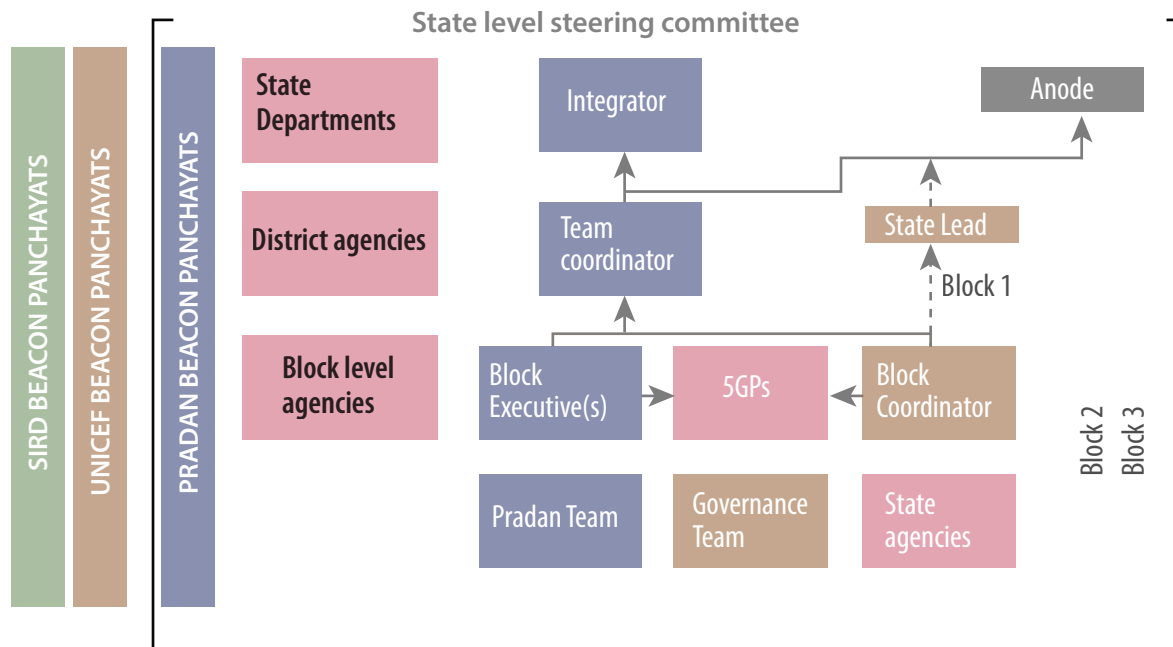 State level steering committee
SIRD BEACON PANCHAYATS
UNICEF BEACON PANCHAYATS
PRADAN BEACON PANCHAYATS
State
Departments
Integrator
Anode
District agencies
Team
coordinator
State Lead
Block 1
Block level
agencies
Block
Executive(s)
5GPs
Block
Coordinator
Block 2
Block 3
Pradan Team
Governance
Team
State
agencies